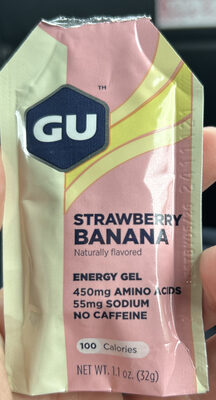 GU
™
STRAWBERRY
BANANA
Naturally flavored
ENERGY GEL
450mg AMINO ACIDS
55mg SODIUM
NO CAFFEINE
100 Calories
NET WT. 1.1 oz. (32g)